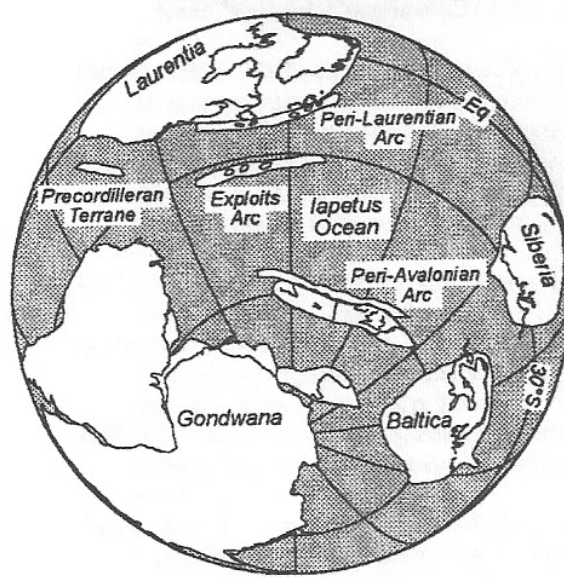 Laurentia
Eq
Peri-Laurentian
Arc
Precordilleran
Terrane
Exploits
Arc
Iapetus
Ocean
Siberia
Peri-Avalonian
Arc
30°S
Gondwana
Baltica